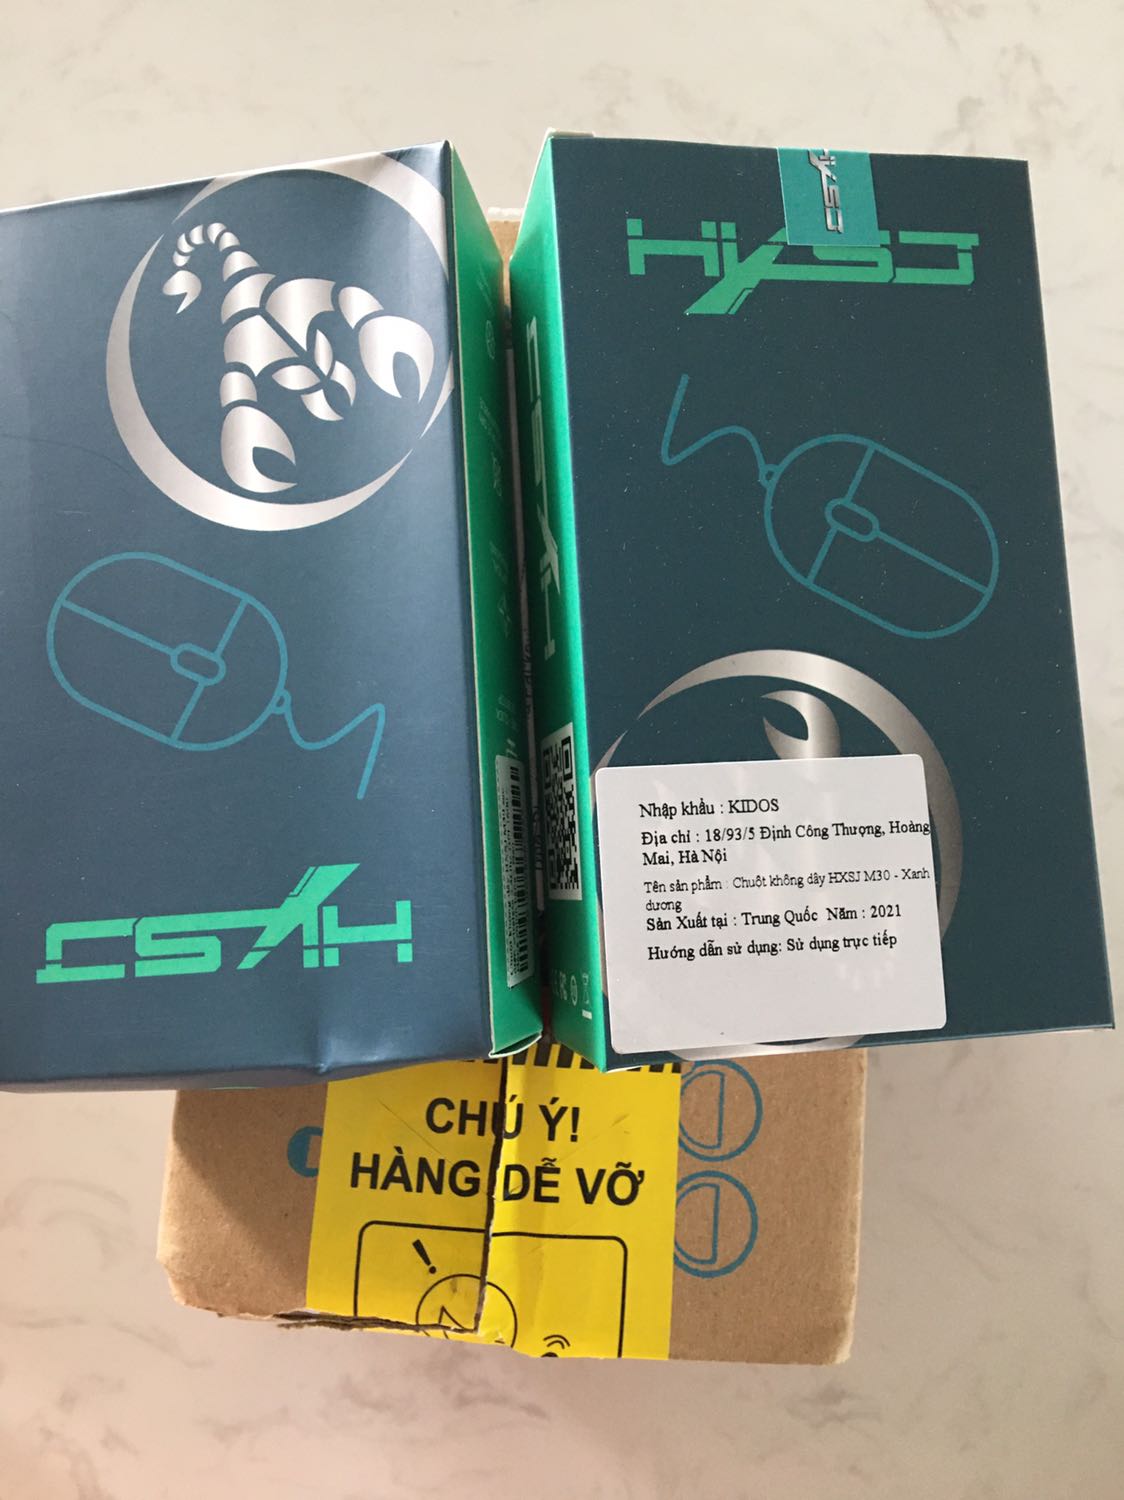 HXSJ
HXSJ
HXSJ
HXSJ
Nhập khẩu : KIDOS
Địa chỉ : 18/93/5 Định Công Thượng, Hoàng
Mai, Hà Nội
Tên sản phẩm : Chuột không dây HXSJ M30 - Xanh
dương
Sản Xuất tại : Trung Quốc Năm : 2021
Hướng dẫn sử dụng: Sử dụng trực tiếp
CHÚ Ý!
HÀNG DỄ VỠ